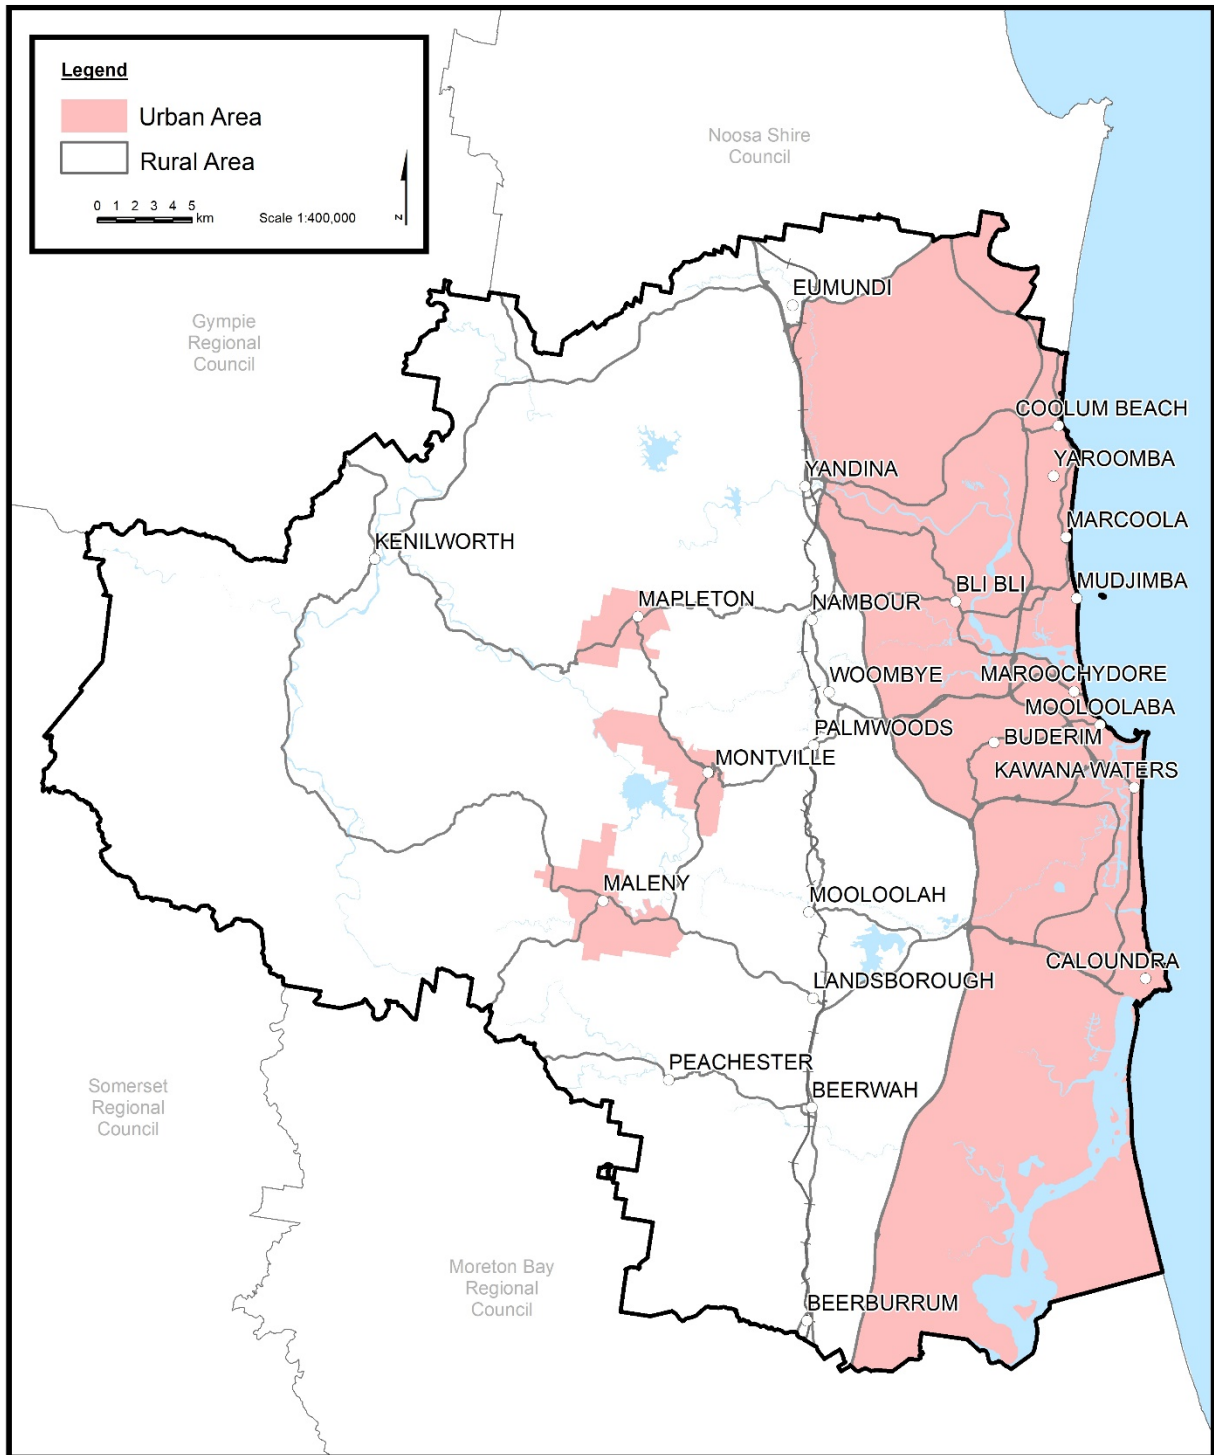 Legend
Urban Area
Rural Area
0 1 2 3 4 5
km
Scale 1:400,000
N
Noosa Shire
Council
EUMUNDI
Gympie
Regional
Council
COOLUM BEACH
YAROOMBA
YANDINA
MARCOOLA
KENILWORTH
MUDJIMBA
BLI BLI
MAPLETON
NAMBOUR
WOOMBYE
MAROOCHYDORE
MOOLOOLABA
PALMWOODS
BUDERIM
MONTVILLE
KAWANA WATERS
MALENY
MOOLOOLAH
CALOUNDRA
LANDSBOROUGH
PEACHESTER
BEERWAH
Somerset
Regional
Council
Moreton Bay
Regional
Council
BEERBURRUM